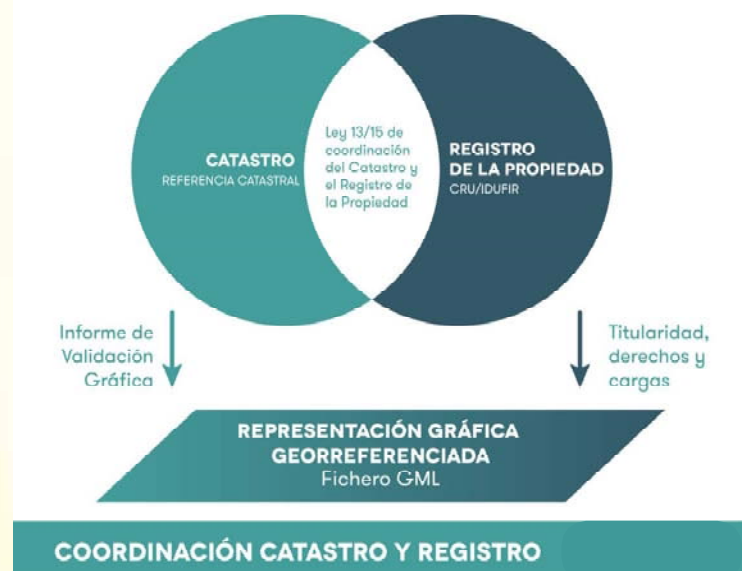 CATASTRO
REFERENCIA CATASTRAL
Ley 13/15 de
coordinación
del Catastro y
el Registro de
la Propiedad
REGISTRO
DE LA PROPIEDAD
CRU/IDUFIR
Informe de
Validación
Gráfica
Titularidad,
derechos y
cargas
REPRESENTACIÓN GRÁFICA
GEORREFERENCIADA
Fichero GML
COORDINACIÓN CATASTRO Y REGISTRO